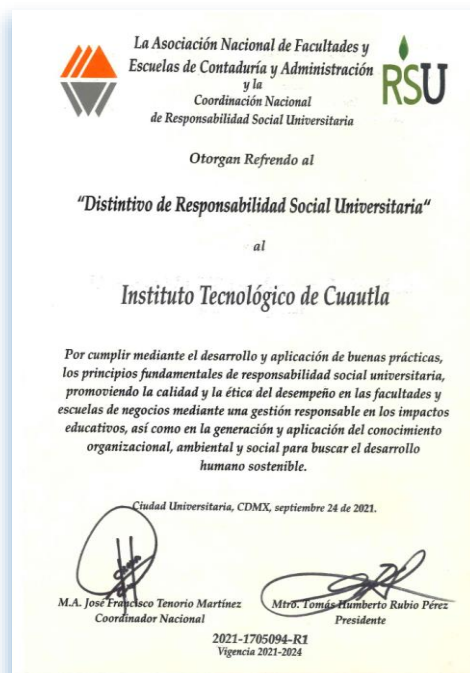 La Asociación Nacional de Facultades y
Escuelas de Contaduría y Administración
y la
Coordinación Nacional
de Responsabilidad Social Universitaria
RSU
Otorgan Refrendo al
"Distintivo de Responsabilidad Social Universitaria"
al
Instituto Tecnológico de Cuautla
Por cumplir mediante el desarrollo y aplicación de buenas prácticas,
los principios fundamentales de responsabilidad social universitaria,
promoviendo la calidad y la ética del desempeño en las facultades y
escuelas de negocios mediante una gestión responsable en los impactos
educativos, así como en la generación y aplicación del conocimiento
organizacional, ambiental y social para buscar el desarrollo
humano sostenible.
Ciudad Universitaria, CDMX, septiembre 24 de 2021.
M.A. José Francisco Tenorio Martínez
Coordinador Nacional
Mtro. Tomás Humberto Rubio Pérez
Presidente
2021-1705094-R1
Vigencia 2021-2024